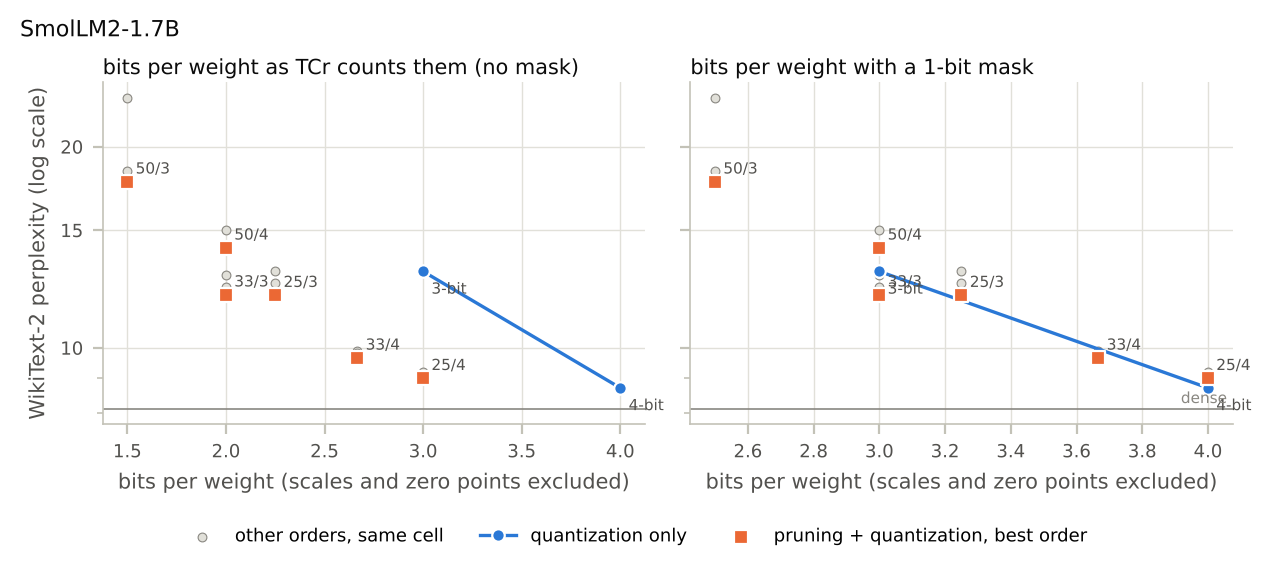 SmolLM2-1.7B
bits per weight as TCr counts them (no mask)
bits per weight with a 1-bit mask
WikiText-2 perplexity (log scale)
20
15
10
50/3
50/4
33/3
25/3
3-bit
33/4
25/4
4-bit
1.5
2.0
2.5
3.0
3.5
4.0
bits per weight (scales and zero points excluded)
50/3
50/4
33/3
3-bit
25/3
33/4
25/4
dense
4-bit
2.6
2.8
3.0
3.2
3.4
3.6
3.8
4.0
bits per weight (scales and zero points excluded)
other orders, same cell
quantization only
pruning + quantization, best order